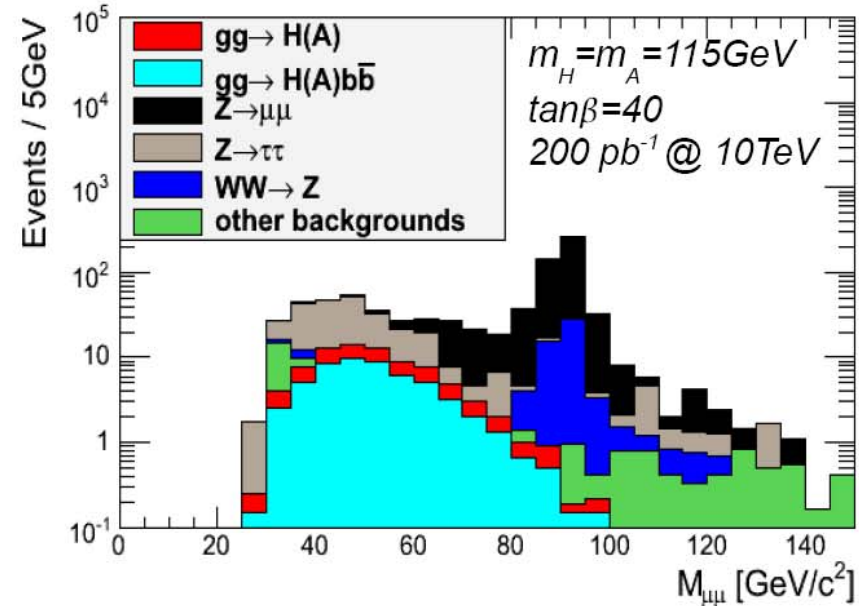 Events / 5GeV
10⁵
10⁴
10³
10²
10
1
10⁻¹
gg→ H(A)
gg→ H(A)bb̅
Z→μμ
Z→ττ
WW→ Z
other backgrounds
m_H=m_A=115GeV
tanβ=40
200 pb⁻¹ @ 10TeV
0 20 40 60 80 100 120 140
M_μμ [GeV/c²]